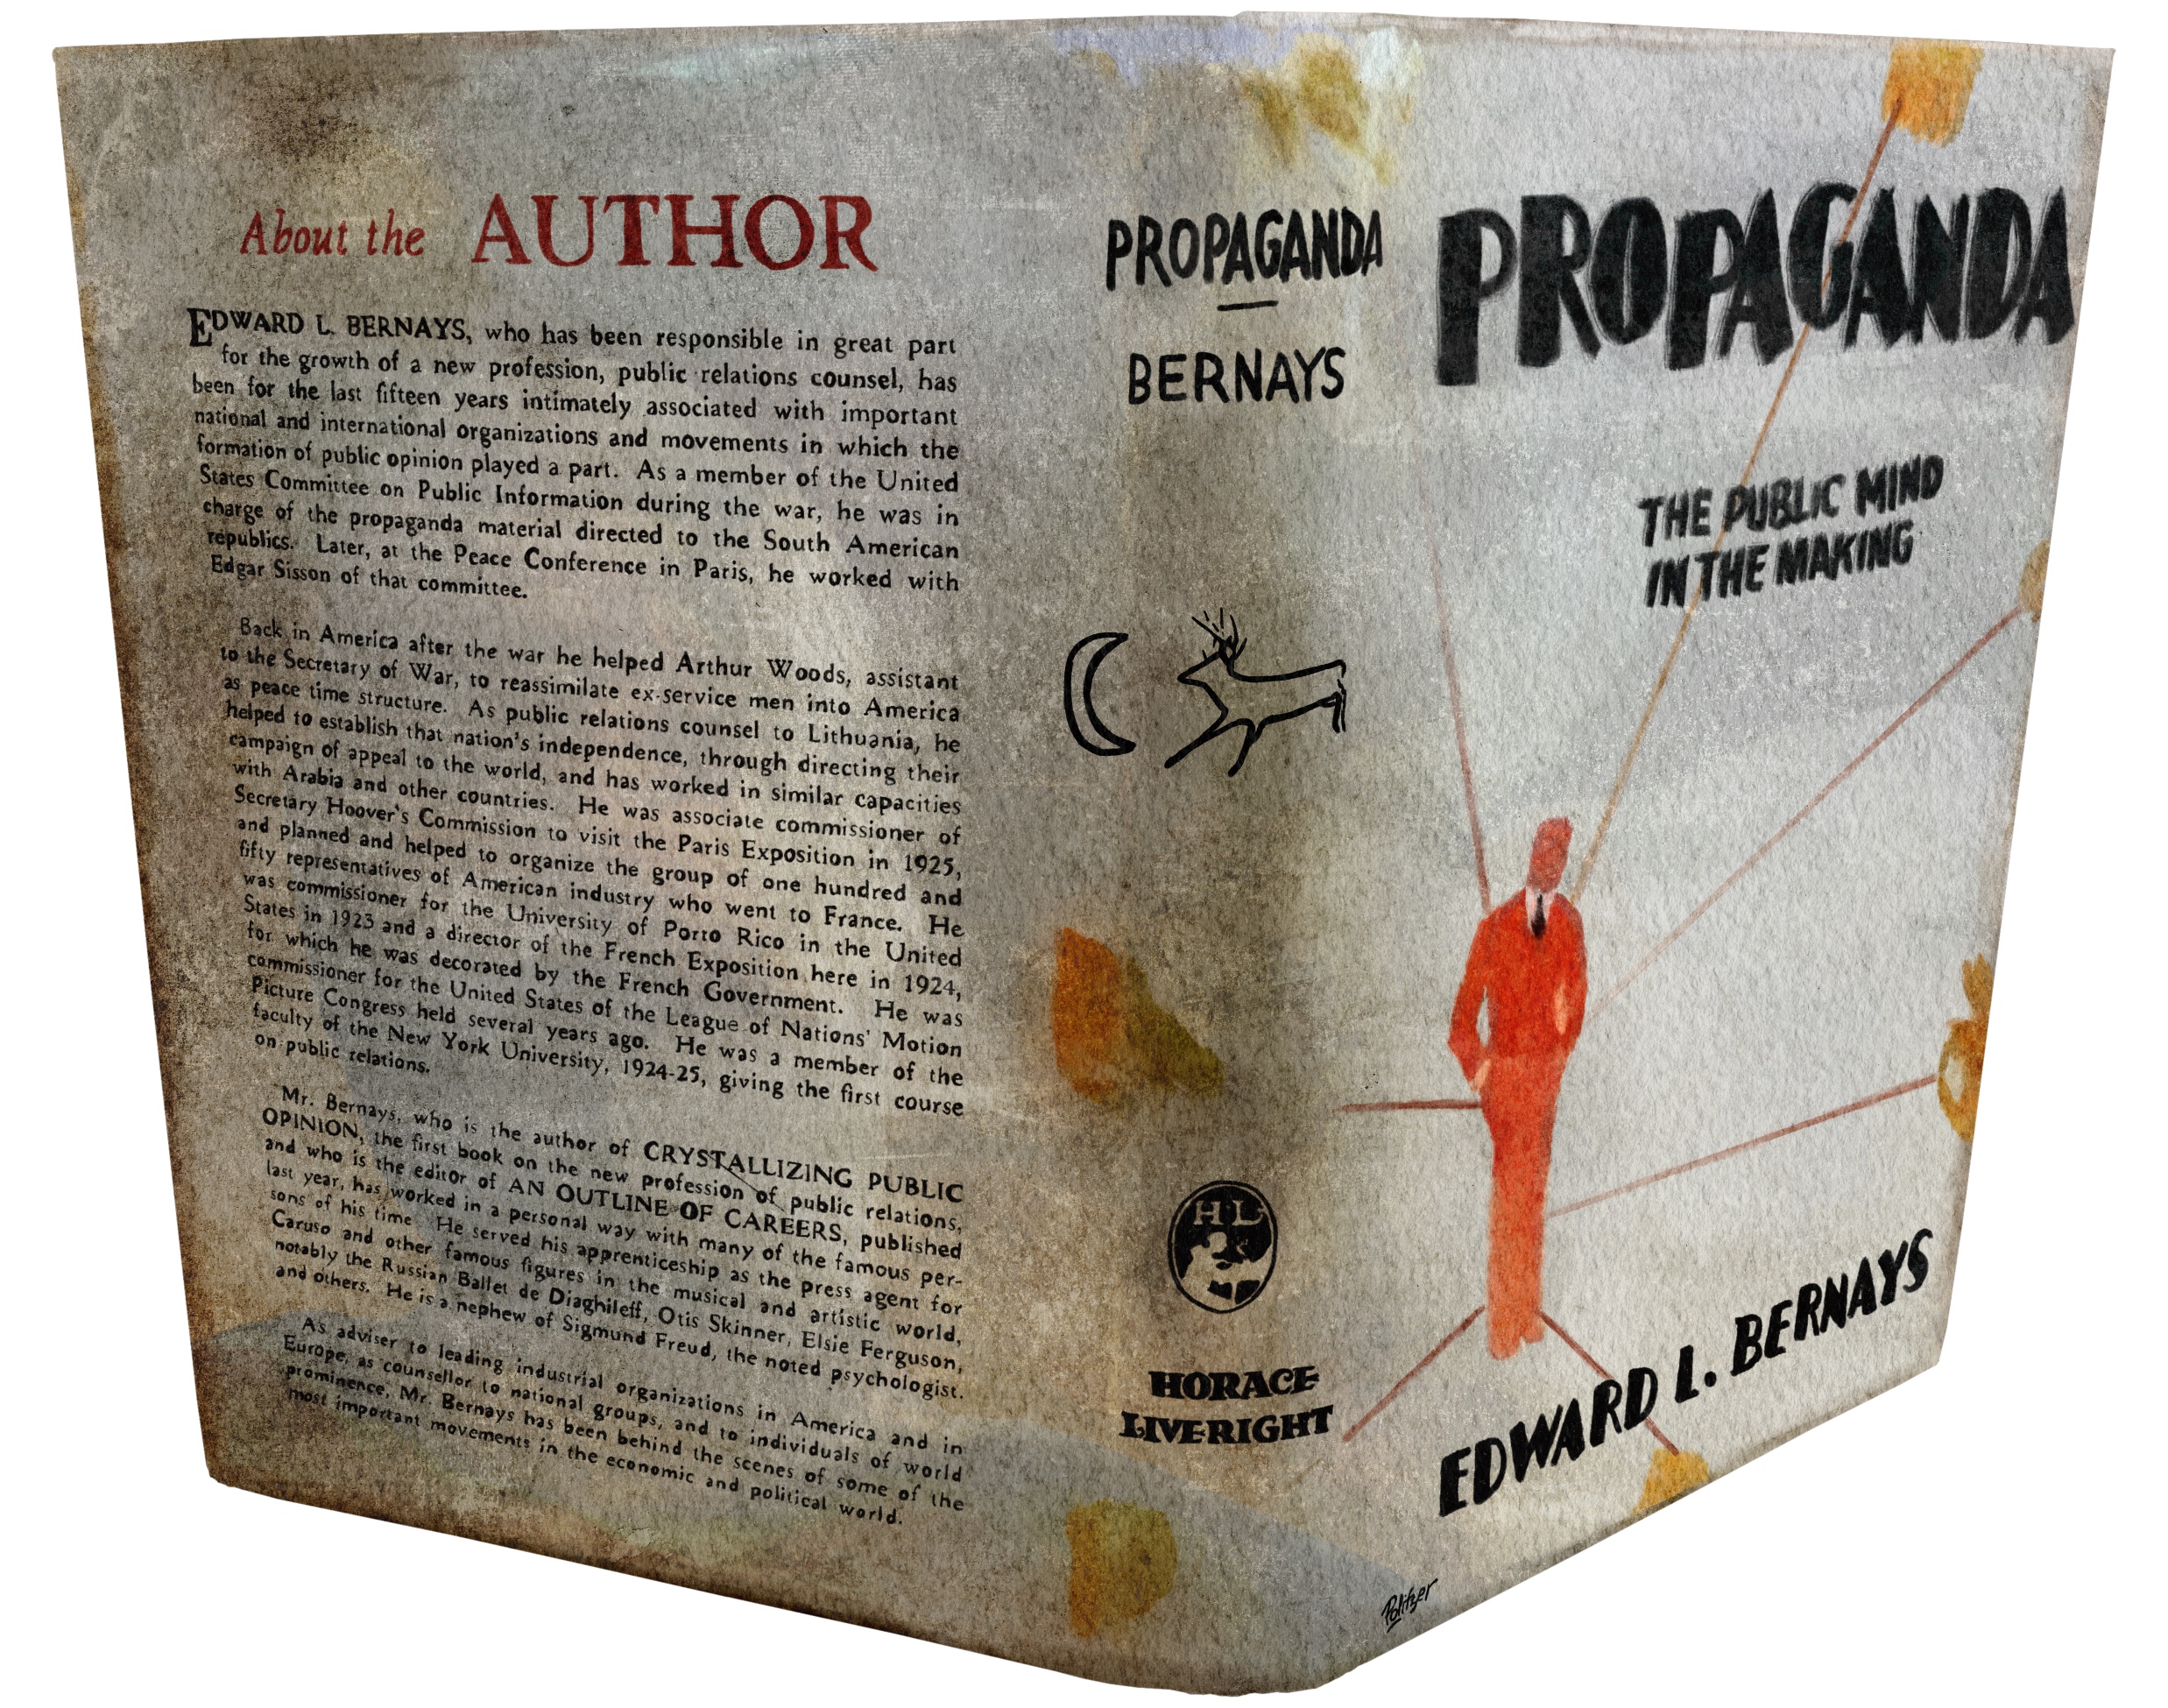 About the AUTHOR
EDWARD L. BERNAYS, who has been responsible in great part
for the growth of a new profession, public relations counsel, has
been for the last fifteen years intimately associated with important
national and international organizations and movements in which the
formation of public opinion played a part. As a member of the United
States Committee on Public Information during the war, he was in
charge of the propaganda material directed to the South American
republics. Later, at the Peace Conference in Paris, he worked with
Edgar Sisson of that committee.
Back in America after the war he helped Arthur Woods, assistant
to the Secretary of War, to reassimilate ex-service men into America
as peace time structure. As public relations counsel to Lithuania, he
helped to establish that nation's independence, through directing their
campaign of appeal to the world, and has worked in similar capacities
with Arabia and other countries. He was associate commissioner of
Secretary Hoover's Commission to visit the Paris Exposition in 1925,
and planned and helped to organize the group of one hundred and
fifty representatives of American industry who went to France. He
was commissioner for the University of Porto Rico in the United
States in 1923 and a director of the French Exposition here in 1924,
for which he was decorated by the French Government. He was
commissioner for the United States of the League of Nations' Motion
Picture Congress held several years ago. He was a member of the
faculty of the New York University, 1924-25, giving the first course
on public relations.
Mr. Bernays, who is the author of CRYSTALLIZING PUBLIC
OPINION, the first book on the new profession of public relations,
and who is the editor of AN OUTLINE OF CAREERS, published
last year, has worked in a personal way with many of the famous per-
sons of his time. He served his apprenticeship as the press agent for
Caruso and other famous figures in the musical and artistic world,
notably the Russian Ballet de Diaghileff, Otis Skinner, Elsie Ferguson,
and others. He is a nephew of Sigmund Freud, the noted psychologist.
As adviser to leading industrial organizations in America and in
Europe, as counsellor to national groups, and to individuals of world
prominence, Mr. Bernays has been behind the scenes of some of the
most important movements in the economic and political world.
PROPAGANDA
BERNAYS
HL
HORACE
LIVERIGHT
PROPAGANDA
THE PUBLIC MIND
IN THE MAKING
EDWARD L. BERNAYS
Politzer